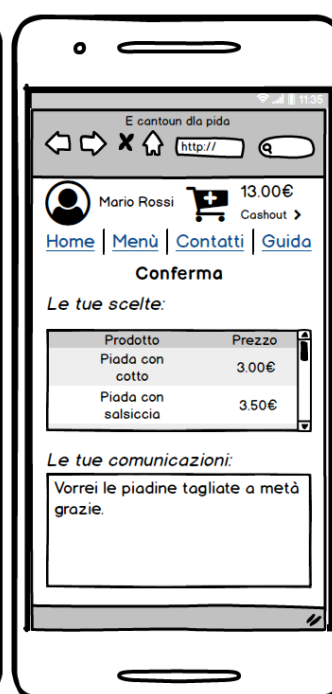 11:35
E cantoun dla pida
http://
Mario Rossi
13.00€
Cashout >
Home | Menù | Contatti | Guida
Conferma
Le tue scelte:
Prodotto Prezzo
Piada con
cotto
3.00€
Piada con
salsiccia
3.50€
Le tue comunicazioni:
Vorrei le piadine tagliate a metà
grazie.